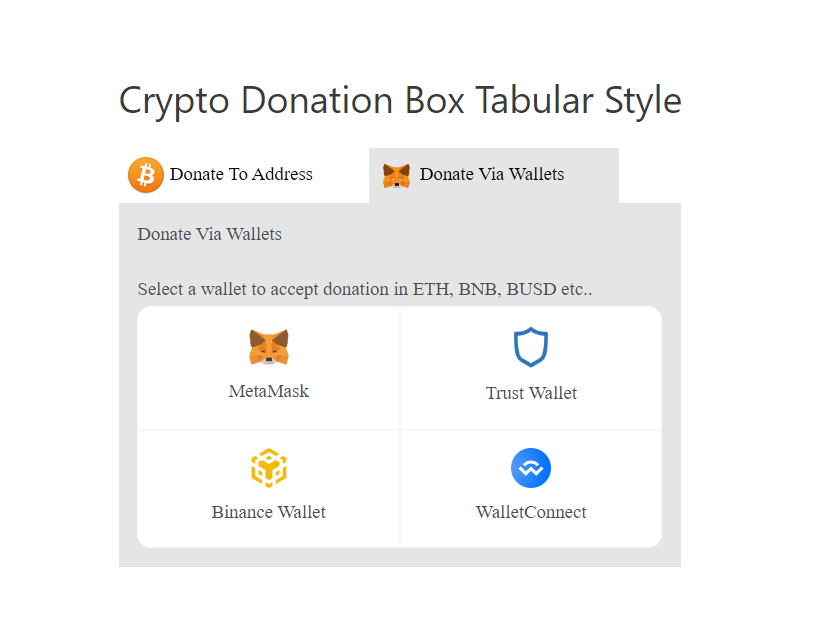 Crypto Donation Box Tabular Style
Donate To Address
Donate Via Wallets
Donate Via Wallets
Select a wallet to accept donation in ETH, BNB, BUSD etc..
MetaMask
Trust Wallet
Binance Wallet
WalletConnect